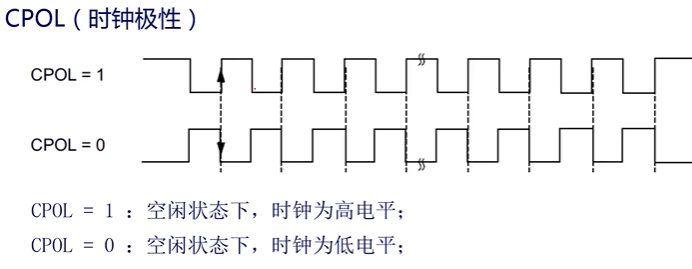 CPOL（时钟极性）
CPOL = 1
CPOL = 0
CPOL = 1 ：空闲状态下，时钟为高电平；
CPOL = 0 ：空闲状态下，时钟为低电平；